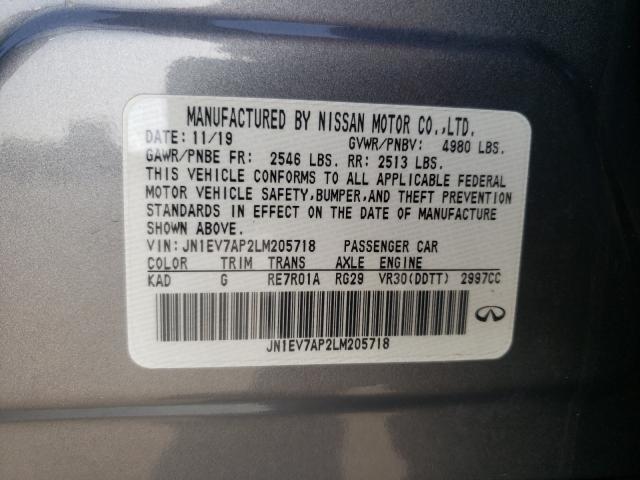 MANUFACTURED BY NISSAN MOTOR CO.,LTD.
DATE: 11/19 GVWR/PNBV: 4980 LBS.
GAWR/PNBE FR: 2546 LBS. RR: 2513 LBS.
THIS VEHICLE CONFORMS TO ALL APPLICABLE FEDERAL
MOTOR VEHICLE SAFETY,BUMPER,AND THEFT PREVENTION
STANDARDS IN EFFECT ON THE DATE OF MANUFACTURE
SHOWN ABOVE.
VIN: JN1EV7AP2LM205718 PASSENGER CAR
COLOR TRIM TRANS AXLE ENGINE
KAD G RE7R01A RG29 VR30(DDTT) 2997CC
JN1EV7AP2LM205718